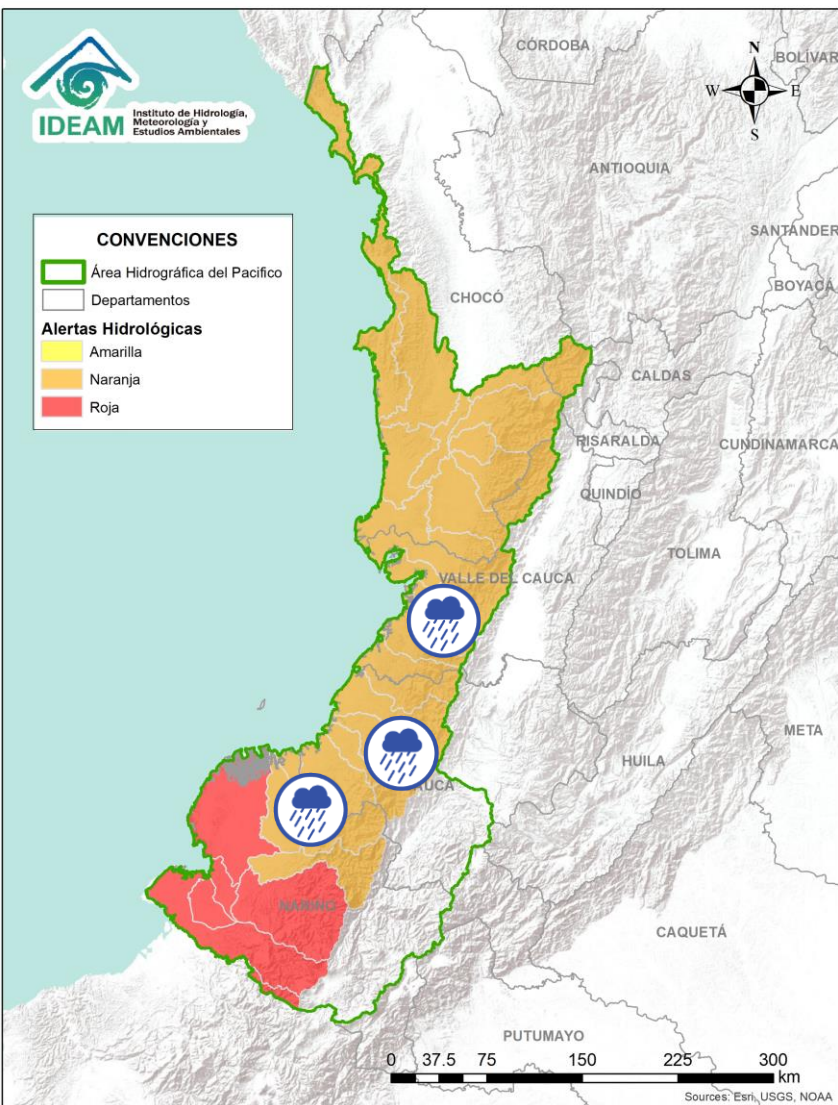 IDEAM
Instituto de Hidrología,
Meteorología y
Estudios Ambientales
CÓRDOBA
BOLÍVAR
N
W
E
S
ANTIOQUIA
SANTANDER
BOYACÁ
CONVENCIONES
Área Hidrográfica del Pacifico
Departamentos
Alertas Hidrológicas
Amarilla
Naranja
Roja
CHOCÓ
CALDAS
RISARALDA
CUNDINAMARCA
QUINDÍO
TOLIMA
VALLE DEL CAUCA
META
HUILA
AUCA
NARIÑO
CAQUETÁ
PUTUMAYO
0 37.5 75 150 225 300
km
Sources: Esri, USGS, NOAA